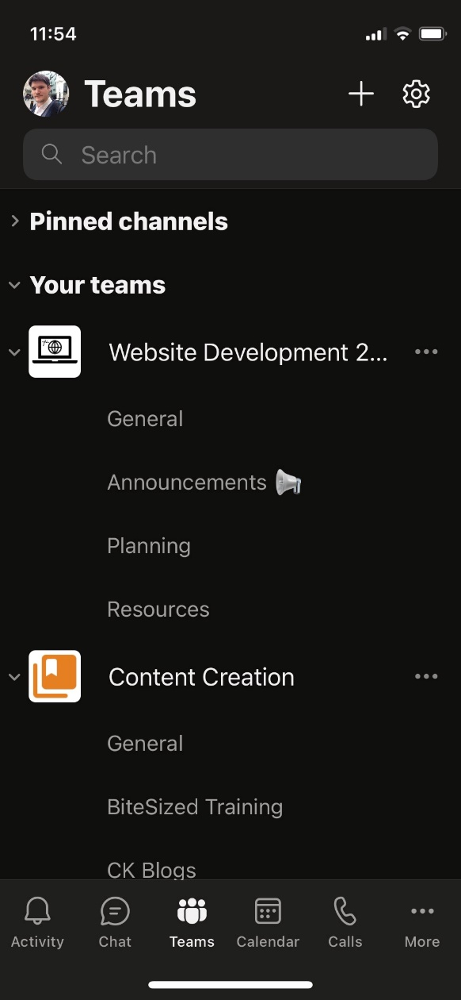 11:54
Teams
Search
Pinned channels
Your teams
Website Development 2...
General
Announcements 📢
Planning
Resources
Content Creation
General
BiteSized Training
CK Blogs
Activity Chat Teams Calendar Calls More